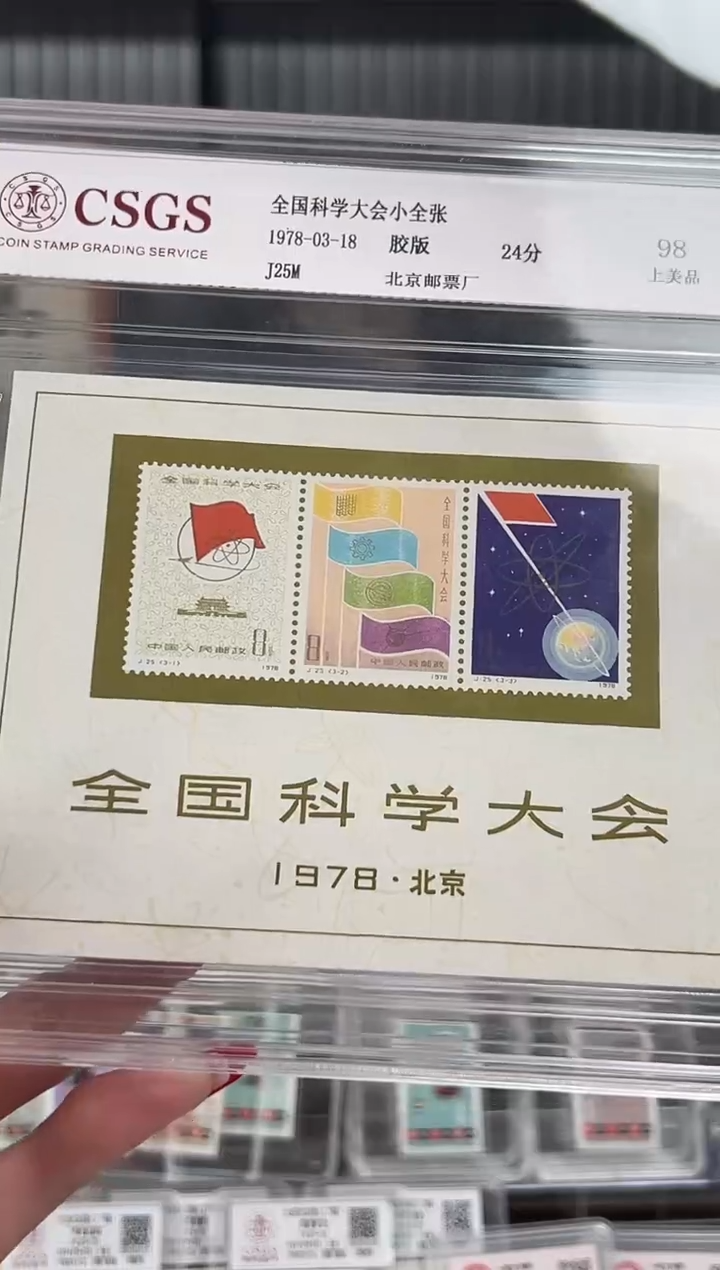 CSGS
COIN STAMP GRADING SERVICE
全国科学大会小全张
1978-03-18 胶版 24分
J25M 北京邮票厂
98
上美品
全国科学大会
中国人民邮政 8
J·25 (3-1) 1978
全国科学大会
8 中国人民邮政
J·25 (3-2) 1978
J·25 (3-3) 1978
全国科学大会
1978·北京